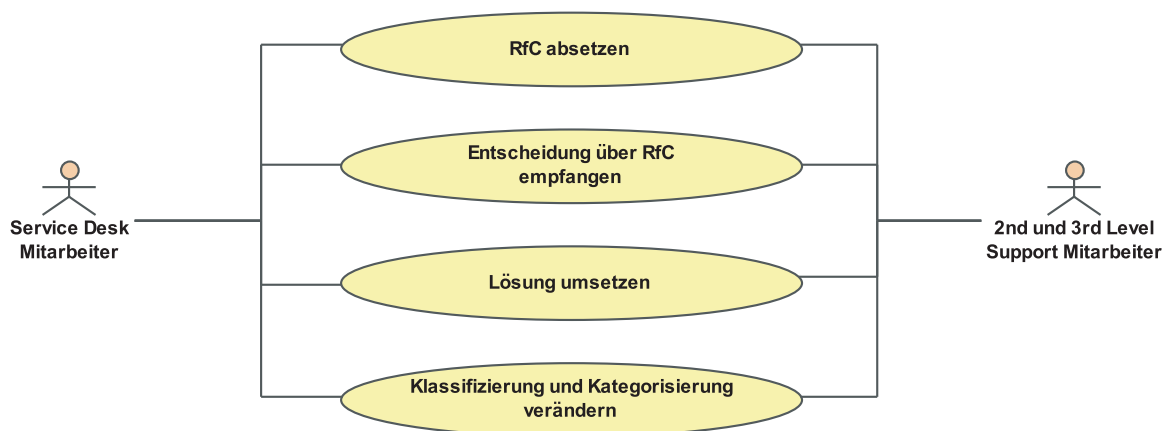 RfC absetzen
Entscheidung über RfC
empfangen
Service Desk
Mitarbeiter
2nd und 3rd Level
Support Mitarbeiter
Lösung umsetzen
Klassifizierung und Kategorisierung
verändern